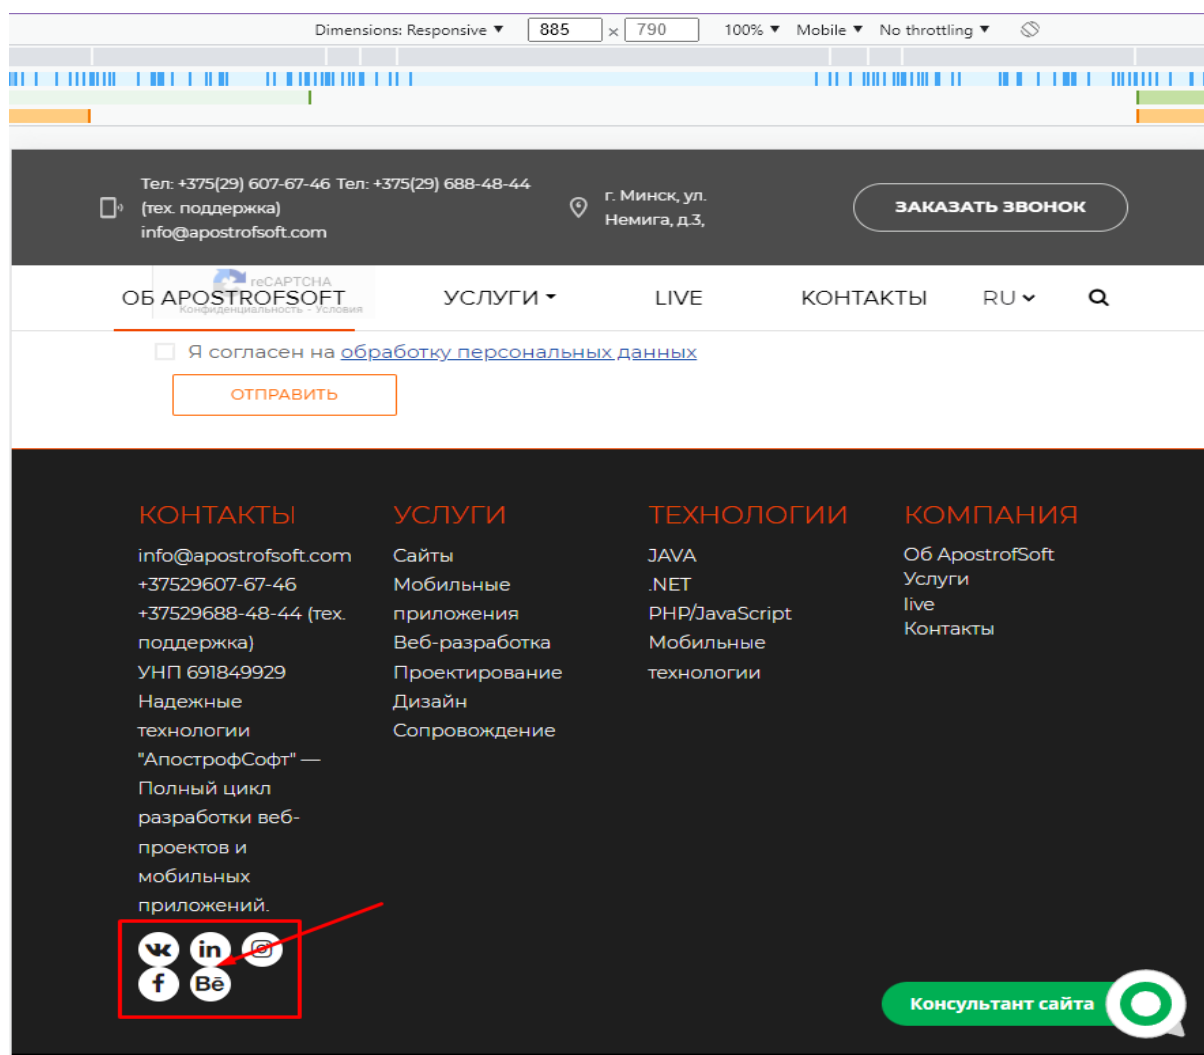 Dimensions: Responsive ▼ 885 × 790 100% ▼ Mobile ▼ No throttling ▼
Тел: +375(29) 607-67-46 Тел: +375(29) 688-48-44
(тех. поддержка)
info@apostrofsoft.com
г. Минск, ул.
Немига, д.3,
ЗАКАЗАТЬ ЗВОНОК
reCAPTCHA
Конфиденциальность - Условия
ОБ APOSTROFSOFT УСЛУГИ LIVE КОНТАКТЫ RU
Я согласен на обработку персональных данных
ОТПРАВИТЬ
КОНТАКТЫ
info@apostrofsoft.com
+37529607-67-46
+37529688-48-44 (тех.
поддержка)
УНП 691849929
Надежные
технологии
"АпострофСофт" —
Полный цикл
разработки веб-
проектов и
мобильных
приложений.
УСЛУГИ
Сайты
Мобильные
приложения
Веб-разработка
Проектирование
Дизайн
Сопровождение
ТЕХНОЛОГИИ
JAVA
.NET
PHP/JavaScript
Мобильные
технологии
КОМПАНИЯ
Об ApostrofSoft
Услуги
live
Контакты
in
f Bē
Консультант сайта